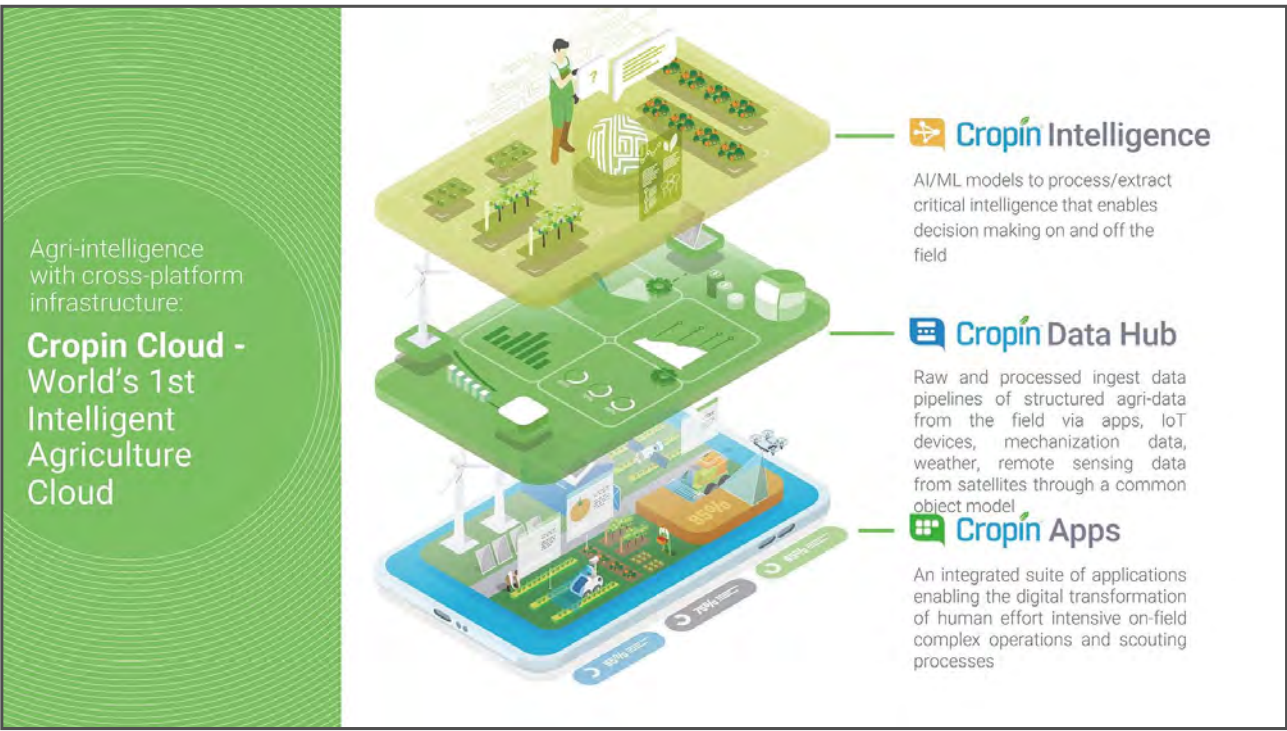 Agri-intelligence
with cross-platform
infrastructure:
Cropin Cloud -
World's 1st
Intelligent
Agriculture
Cloud
?
Cropin Intelligence
AI/ML models to process/extract
critical intelligence that enables
decision making on and off the
field
Cropin Data Hub
Raw and processed ingest data
pipelines of structured agri-data
from the field via apps, IoT
devices, mechanization data,
weather, remote sensing data
from satellites through a common
object model
Cropin Apps
An integrated suite of applications
enabling the digital transformation
of human effort intensive on-field
complex operations and scouting
processes
85%
75%